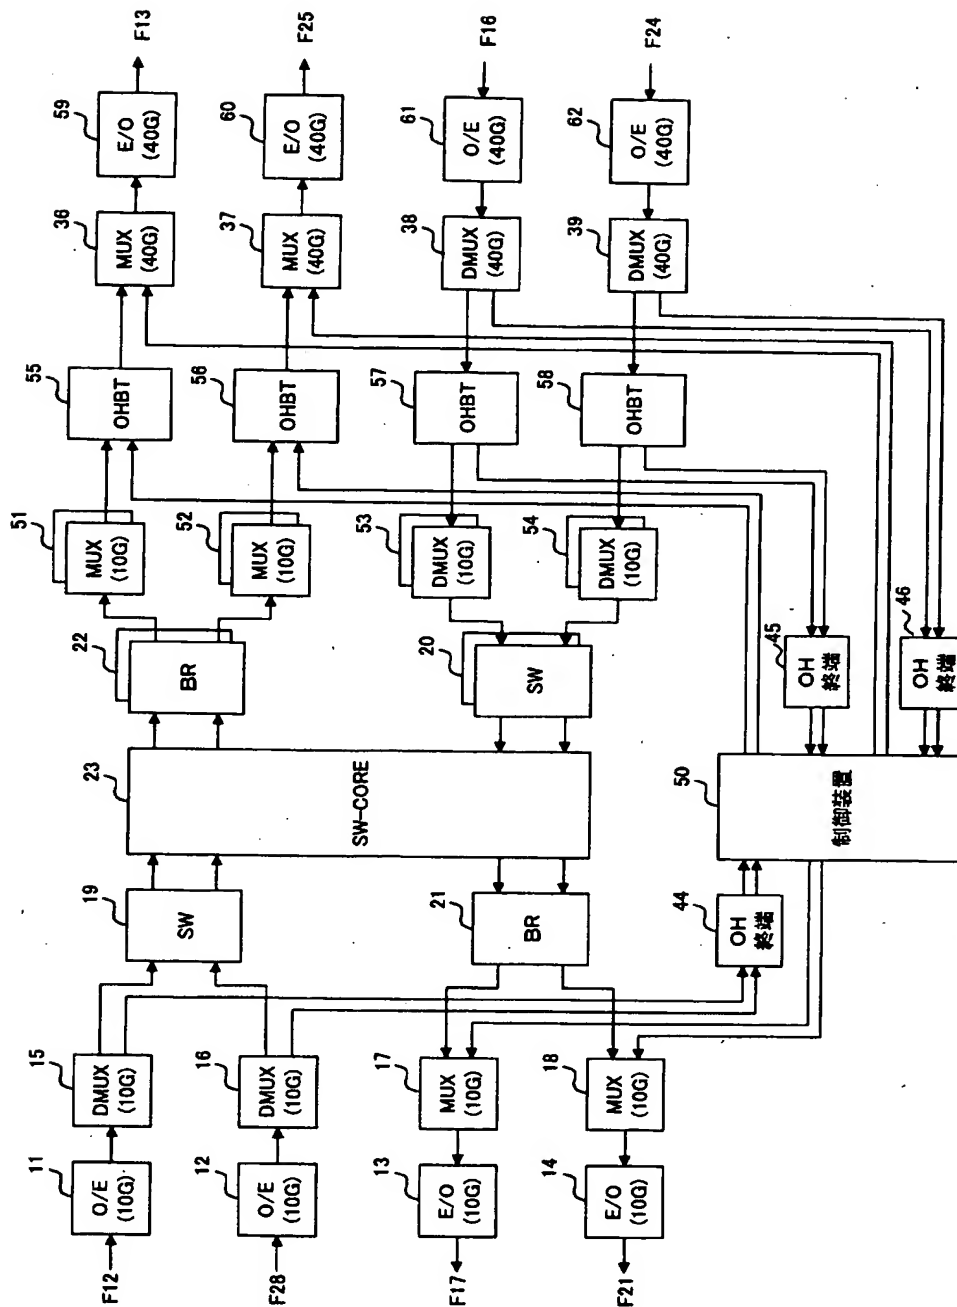 F12
11
O/E
(10G)
15
DMUX
(10G)
19
SW
23
SW-CORE
22
BR
51
MUX
(10G)
55
OHBT
36
MUX
(40G)
59
E/O
(40G)
F13
F28
12
O/E
(10G)
16
DMUX
(10G)
52
MUX
(10G)
56
OHBT
37
MUX
(40G)
60
E/O
(40G)
F25
F17
13
E/O
(10G)
17
MUX
(10G)
21
BR
20
SW
53
DMUX
(10G)
57
OHBT
38
DMUX
(40G)
61
O/E
(40G)
F16
F21
14
E/O
(10G)
18
MUX
(10G)
54
DMUX
(10G)
58
OHBT
39
DMUX
(40G)
62
O/E
(40G)
F24
44
OH
終端
50
制御装置
45
OH
終端
46
OH
終端